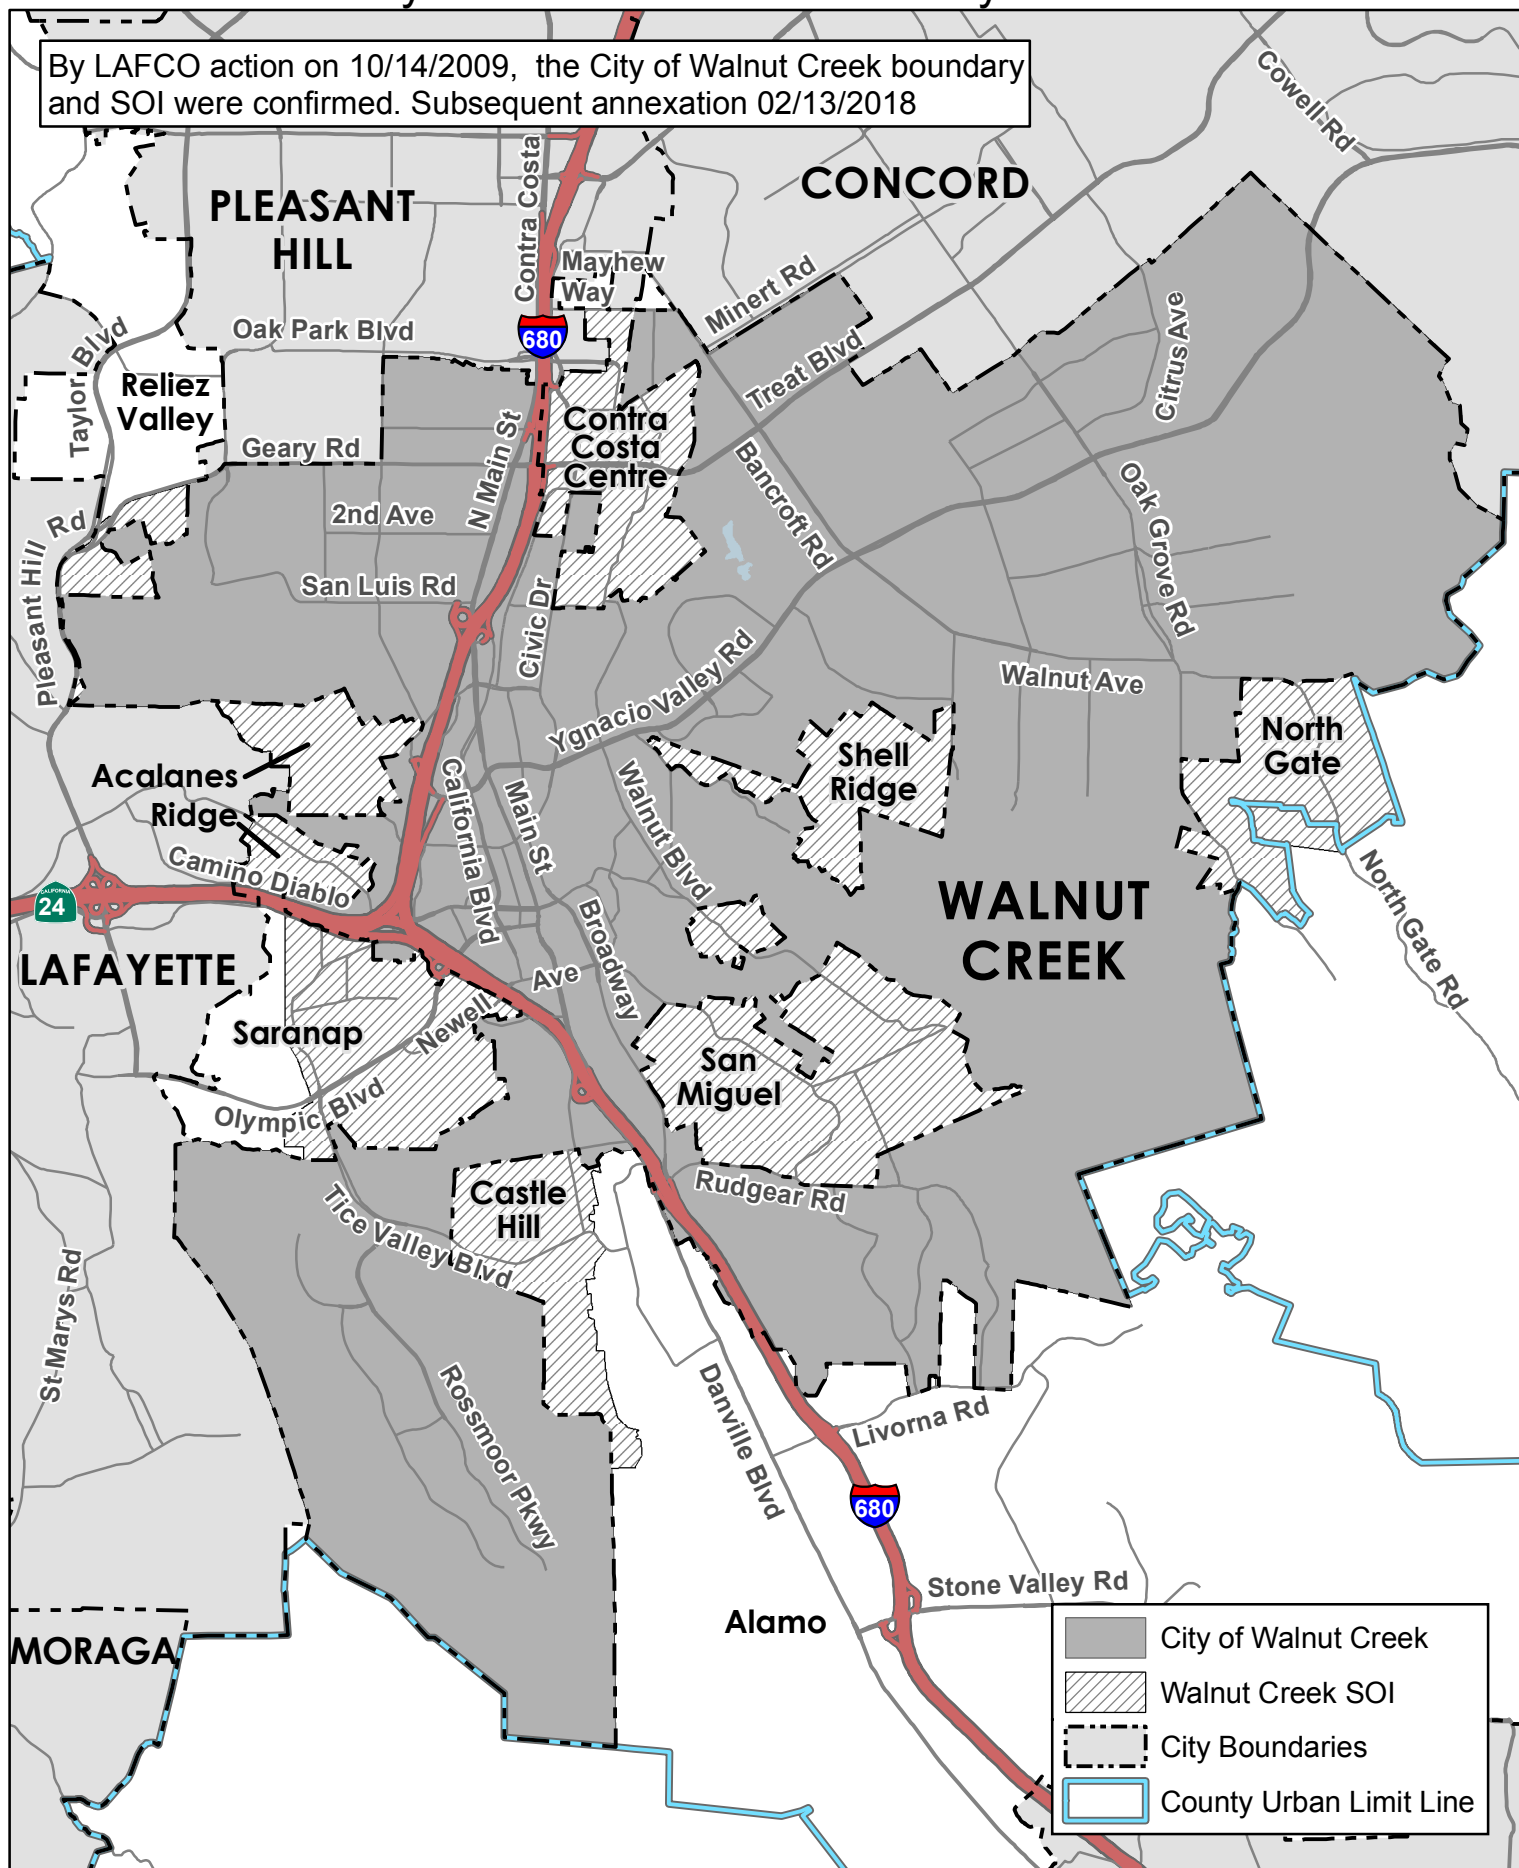 By LAFCO action on 10/14/2009, the City of Walnut Creek boundary
and SOI were confirmed. Subsequent annexation 02/13/2018
Cowell Rd
CONCORD
PLEASANT
HILL
Contra Costa
Mayhew
Way
Minert Rd
Oak Park Blvd
680
Taylor Blvd
Citrus Ave
Treat Blvd
Reliez
Valley
Contra
Costa
Centre
Geary Rd
N Main St
2nd Ave
Bancroft Rd
Oak Grove Rd
Pleasant Hill Rd
San Luis Rd
Civic Dr
Walnut Ave
Ygnacio Valley Rd
North
Gate
Shell
Ridge
Acalanes
Ridge
California Blvd
Main St
Walnut Blvd
Camino Diablo
CALIFORNIA
24
WALNUT
CREEK
North Gate Rd
Broadway
LAFAYETTE
Newell Ave
Saranap
San
Miguel
Olympic Blvd
Rudgear Rd
Castle
Hill
Tice Valley Blvd
St Marys Rd
Rossmoor Pkwy
Danville Blvd
Livorna Rd
680
Stone Valley Rd
Alamo
MORAGA
City of Walnut Creek
Walnut Creek SOI
City Boundaries
County Urban Limit Line